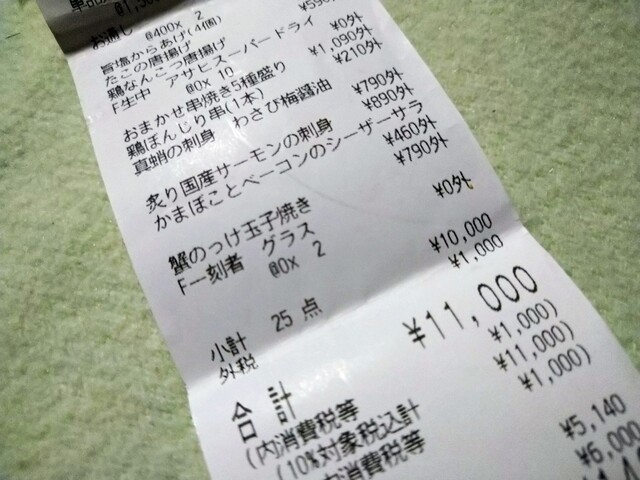 @1,5
お通し @400x 2
旨塩からあげ(4個) ¥590
たこの唐揚げ
鶏なんこつ唐揚げ
F生中 アサヒスーパードライ
@0x 10 ¥0外
おまかせ串焼き5種盛り ¥1,090外
鶏ぼんじり串(1本) ¥210外
真蛸の刺身 わさび梅醤油
¥790外
炙り国産サーモンの刺身 ¥890外
かまぼことベーコンのシーザーサラ
¥460外
蟹のっけ玉子焼き ¥790外
F一刻者 グラス
@0x 2 ¥0外
小計 25 点 ¥10,000
外税 ¥1,000
合計 ¥11,000
(内消費税等 ¥1,000)
(10%対象税込計 ¥11,000)
内消費税等 ¥1,000)
¥5,140
¥6,000